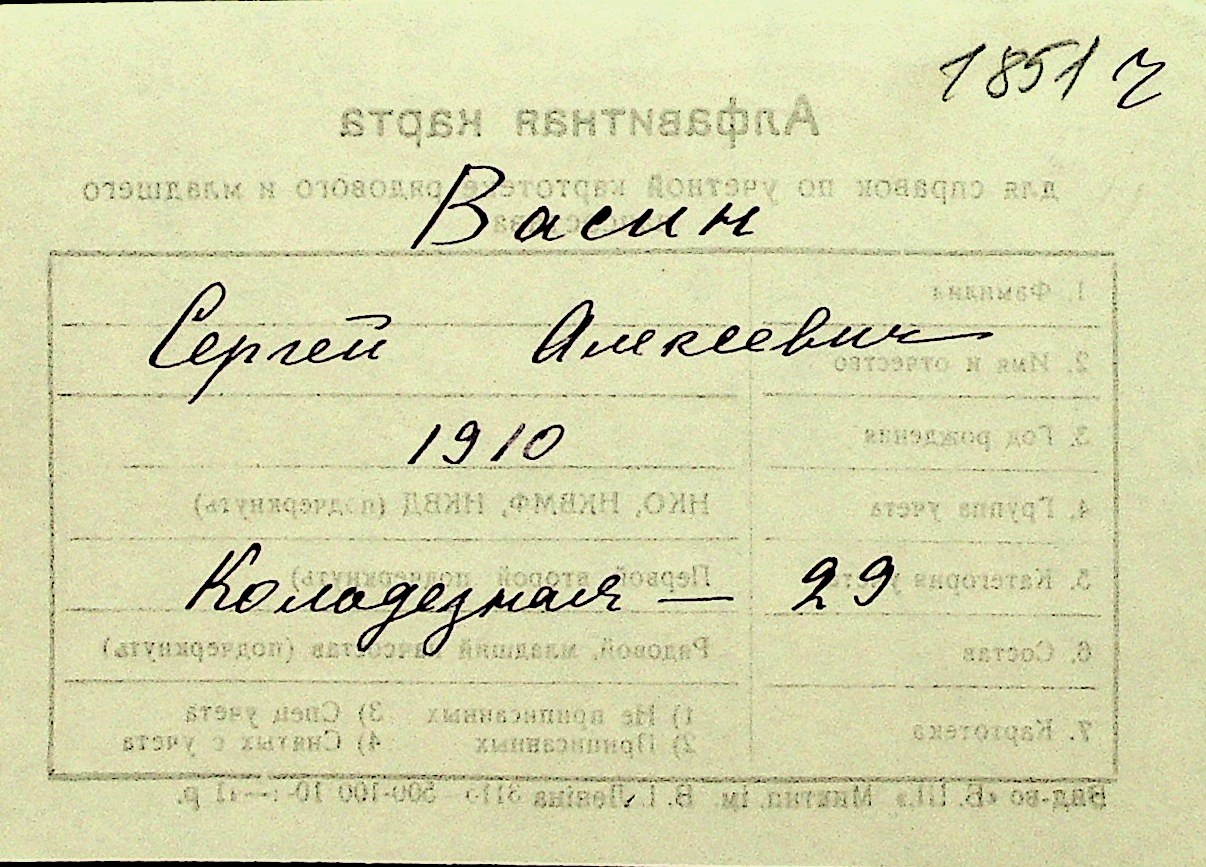 1851 ч
Васин
Сергей Алексеевич
1910
Колодезная — 29
Алфавитная карта
для справок по учетной картотеке рядового и младшего
1. Фамилия
2. Имя и отчество
3. Год рождения
4. Группа учета НКО, НКВМФ, НКВД (подчеркнуть)
5. Категория учета Первой, второй подчеркнуть)
6. Состав Рядовой, младший начсостав (подчеркнуть)
7. Картотека 1) Не приписанных 3) Спец учета
2) Приписанных 4) Снятых с учета